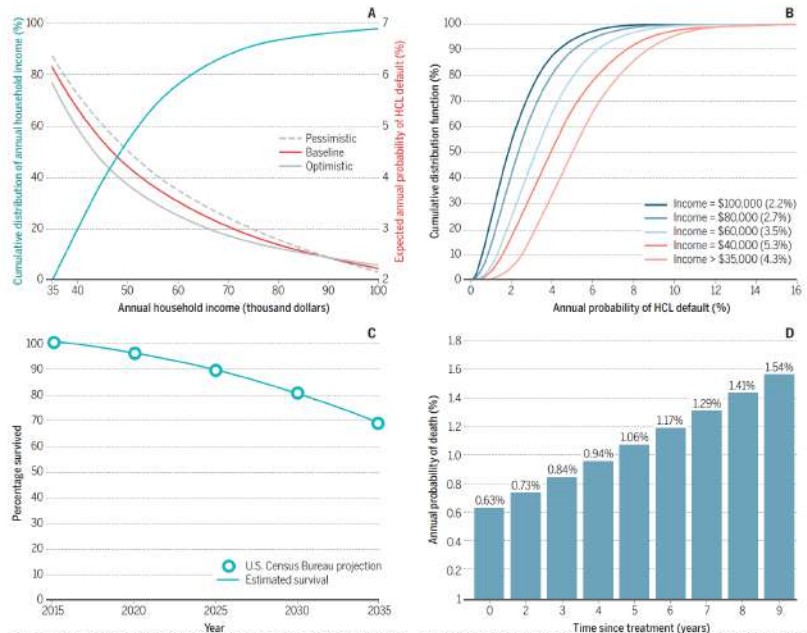 A
Cumulative distribution of annual household income (%)
100
80
60
40
20
0
7
6
5
4
3
2
Expected annual probability of HCL default (%)
Pessimistic
Baseline
Optimistic
35 40 50 60 70 80 90 100
Annual household income (thousand dollars)
B
Cumulative distribution function (%)
100
90
80
70
60
50
40
30
20
10
0
Income = $100,000 (2.2%)
Income = $80,000 (2.7%)
Income = $60,000 (3.5%)
Income = $40,000 (5.3%)
Income > $35,000 (4.3%)
0 2 4 6 8 10 12 14 16
Annual probability of HCL default (%)
C
Percentage survived
100
90
80
70
60
50
40
30
20
10
0
U.S. Census Bureau projection
Estimated survival
2015 2020 2025 2030 2035
Year
D
Annual probability of death (%)
1.8
1.6
1.4
1.2
1.0
0.8
0.6
0.4
0.2
1
0.63%
0.73%
0.84%
0.94%
1.06%
1.17%
1.29%
1.41%
1.54%
0 2 3 4 5 6 7 8 9
Time since treatment (years)